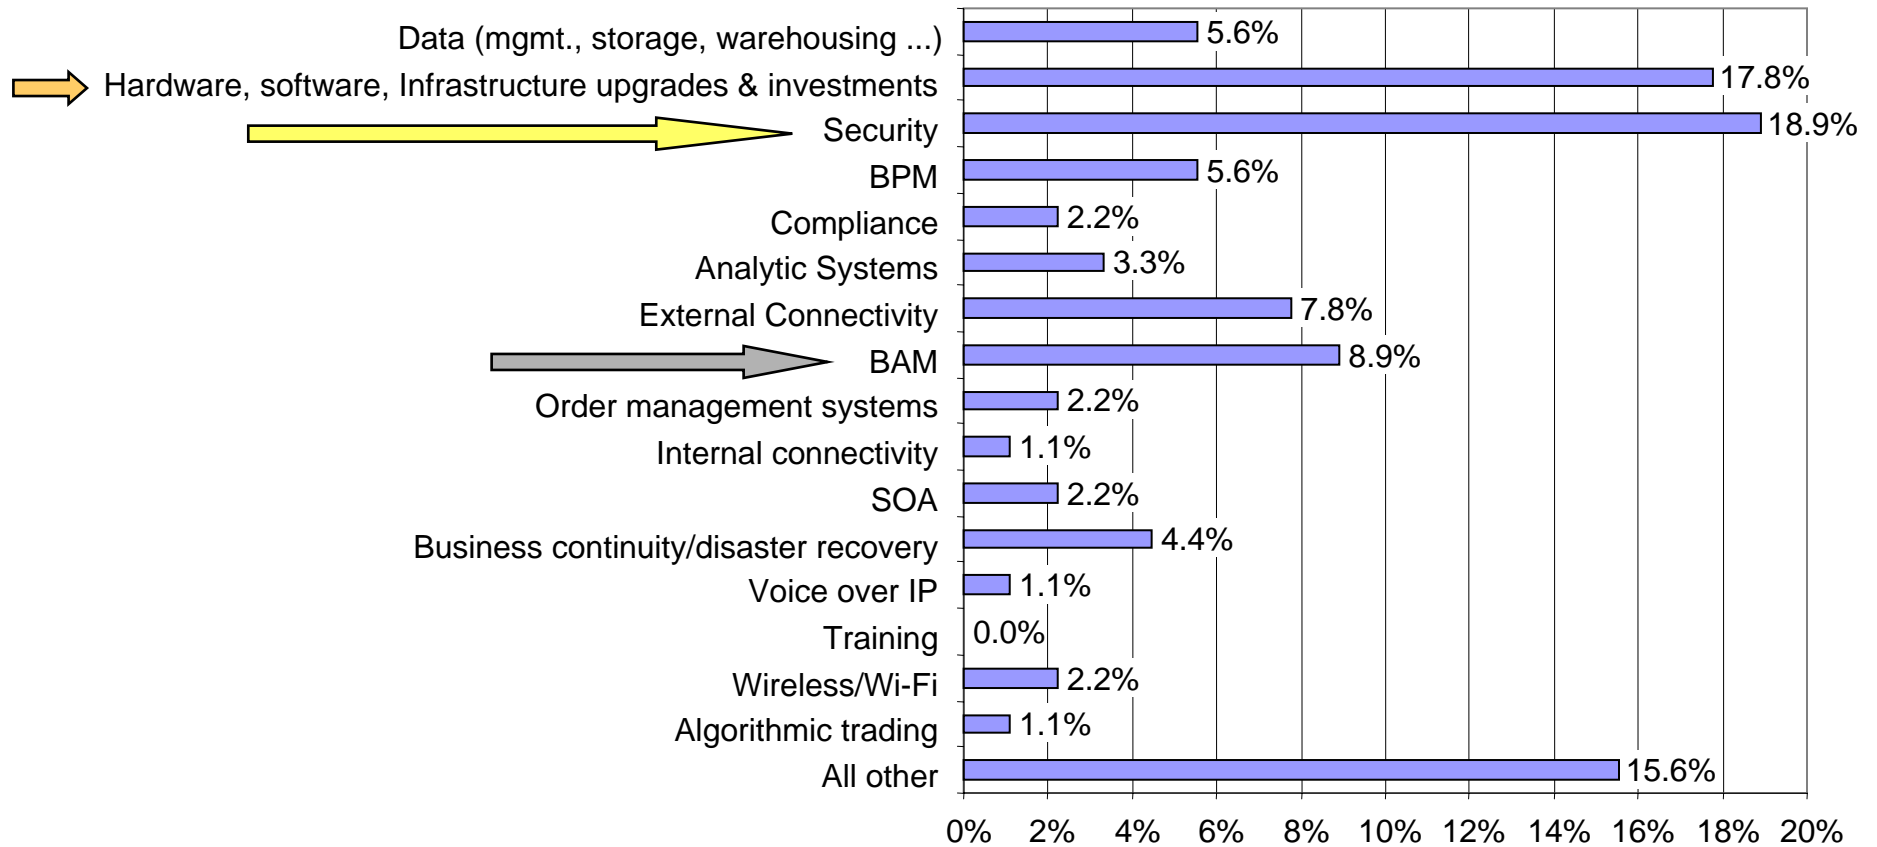 Data (mgmt., storage, warehousing ...) 5.6%
Hardware, software, Infrastructure upgrades & investments 17.8%
Security 18.9%
BPM 5.6%
Compliance 2.2%
Analytic Systems 3.3%
External Connectivity 7.8%
BAM 8.9%
Order management systems 2.2%
Internal connectivity 1.1%
SOA 2.2%
Business continuity/disaster recovery 4.4%
Voice over IP 1.1%
Training 0.0%
Wireless/Wi-Fi 2.2%
Algorithmic trading 1.1%
All other 15.6%
0% 2% 4% 6% 8% 10% 12% 14% 16% 18% 20%